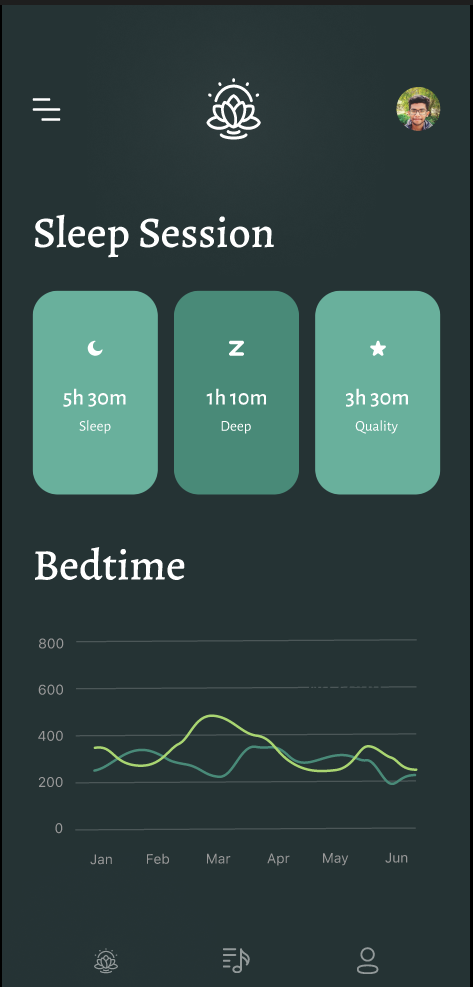 Sleep Session
5h 30m
Sleep
1h 10m
Deep
3h 30m
Quality
Bedtime
800
600
400
200
0
Jan Feb Mar Apr May Jun